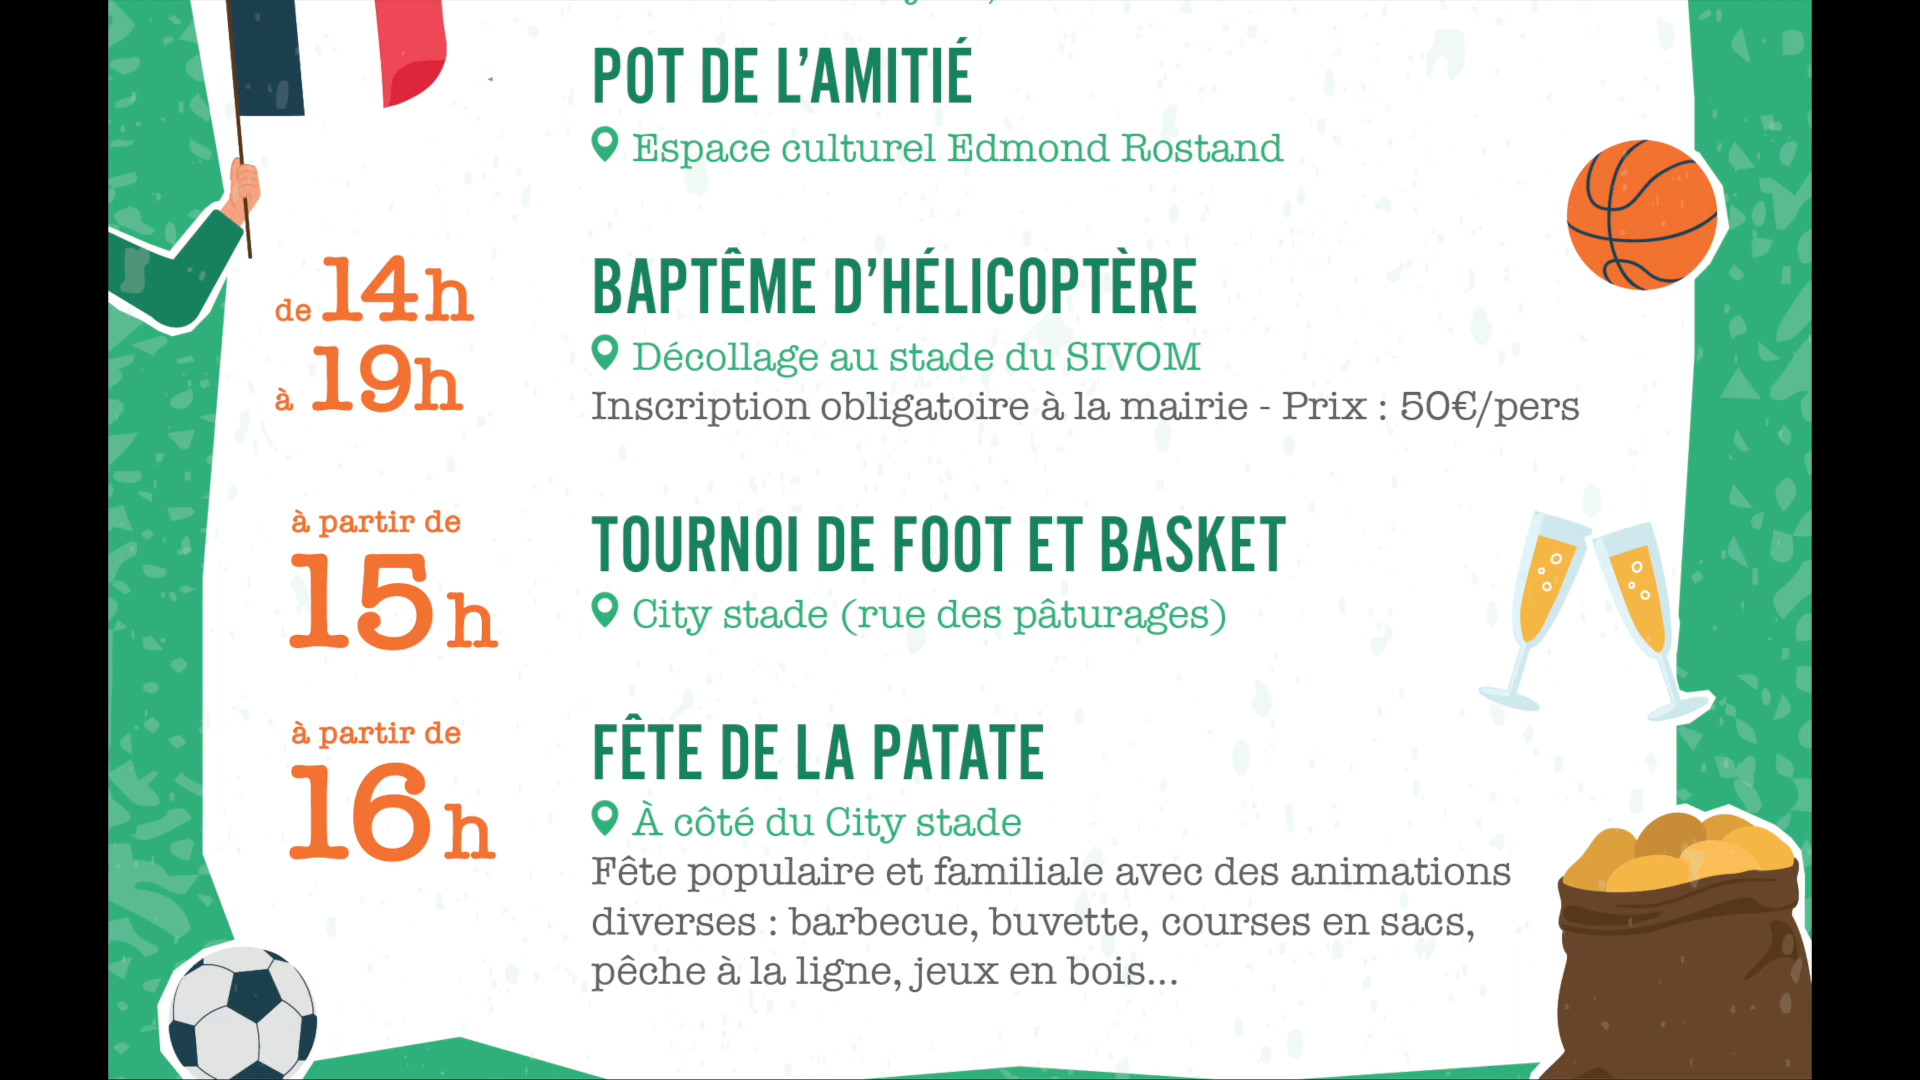 POT DE L'AMITIÉ
Espace culturel Edmond Rostand
de 14h
à 19h
BAPTÊME D'HÉLICOPTÈRE
Décollage au stade du SIVOM
Inscription obligatoire à la mairie - Prix : 50€/pers
à partir de
15h
TOURNOI DE FOOT ET BASKET
City stade (rue des pâturages)
à partir de
16h
FÊTE DE LA PATATE
À côté du City stade
Fête populaire et familiale avec des animations
diverses : barbecue, buvette, courses en sacs,
pêche à la ligne, jeux en bois...